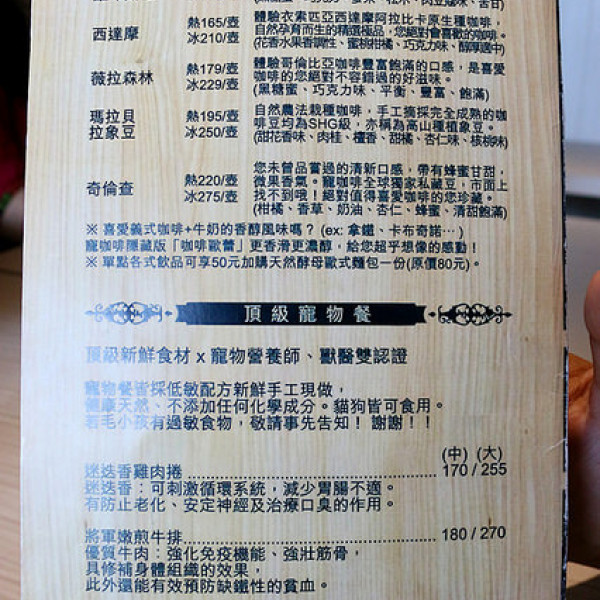 西達摩 熱165/壺 體驗衣索匹亞西達摩阿拉比卡原生種咖啡,
冰210/壺 自然孕育而生的精選極品,您絕對會喜歡的咖啡。
(花香水果香調性、蜜桃柑橘、巧克力味、醇厚適中)
薇拉森林 熱179/壺 體驗哥倫比亞咖啡豐富飽滿的口感,是喜愛
冰229/壺 咖啡的您絕對不容錯過的好滋味。
(黑糖蜜、巧克力味、平衡、豐富、飽滿)
瑪拉貝 熱195/壺 自然農法栽種咖啡,手工摘採完全成熟的咖
拉象豆 冰250/壺 啡豆均為SHG級,亦稱為高山種植象豆。
(甜花香味、肉桂、檀香、甜橘、杏仁味、核桃味)
您未曾品嘗過的清新口感,帶有蜂蜜甘甜,
奇倫查 熱220/壺 微果香氣。寵咖啡全球獨家私藏豆,市面上
冰275/壺 找不到哦!絕對值得喜愛咖啡的您珍藏。
(柑橘、香草、奶油、杏仁、蜂蜜、清甜飽滿)
※ 喜愛義式咖啡+牛奶的香醇風味嗎? (ex: 拿鐵、卡布奇諾… )
寵咖啡隱藏版「咖啡歐蕾」更香滑更濃醇,給您超乎想像的感動!
※ 單點各式飲品可享50元加購天然酵母歐式麵包一份(原價80元)。
頂級寵物餐
頂級新鮮食材 x 寵物營養師、獸醫雙認證
寵物餐皆採低敏配方新鮮手工現做,
健康天然、不添加任何化學成分。貓狗皆可食用。
若毛小孩有過敏食物,敬請事先告知! 謝謝!!
(中) (大)
迷迭香雞肉捲 170 / 255
迷迭香:可刺激循環系統,減少胃腸不適。
有防止老化、安定神經及治療口臭的作用。
將軍嫩煎牛排 180 / 270
優質牛肉:強化免疫機能、強壯筋骨,
具修補身體組織的效果,
此外還能有效預防缺鐵性的貧血。